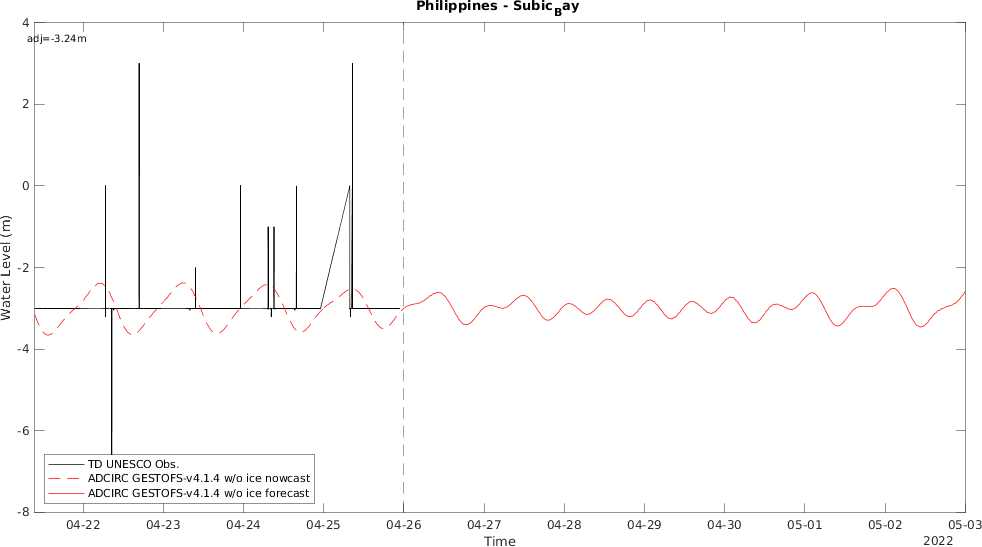 Philippines - Subic_Bay
adj=-3.24m
4
2
0
-2
-4
-6
-8
Water Level (m)
TD UNESCO Obs.
ADCIRC GESTOFS-v4.1.4 w/o ice nowcast
ADCIRC GESTOFS-v4.1.4 w/o ice forecast
04-22 04-23 04-24 04-25 04-26 04-27 04-28 04-29 04-30 05-01 05-02 05-03
Time
2022